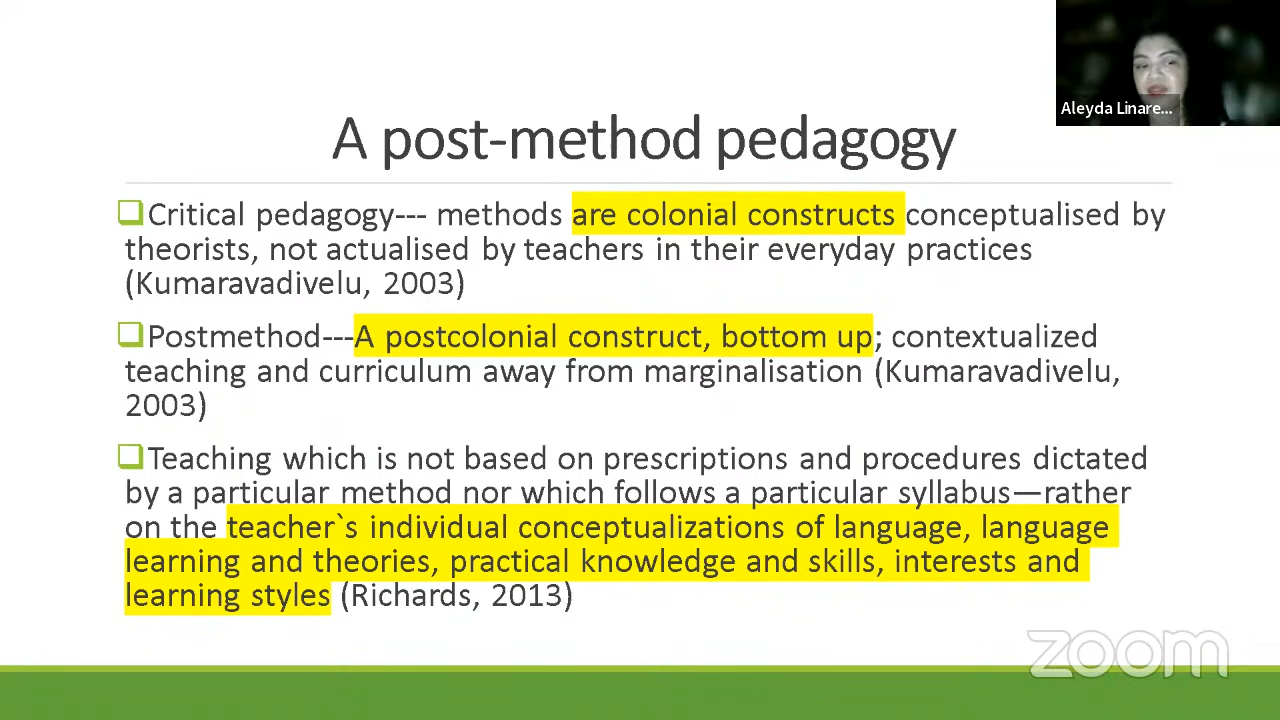 Aleyda Linare...
A post-method pedagogy
Critical pedagogy--- methods are colonial constructs conceptualised by
theorists, not actualised by teachers in their everyday practices
(Kumaravadivelu, 2003)
Postmethod---A postcolonial construct, bottom up; contextualized
teaching and curriculum away from marginalisation (Kumaravadivelu,
2003)
Teaching which is not based on prescriptions and procedures dictated
by a particular method nor which follows a particular syllabus—rather
on the teacher`s individual conceptualizations of language, language
learning and theories, practical knowledge and skills, interests and
learning styles (Richards, 2013)
zoom